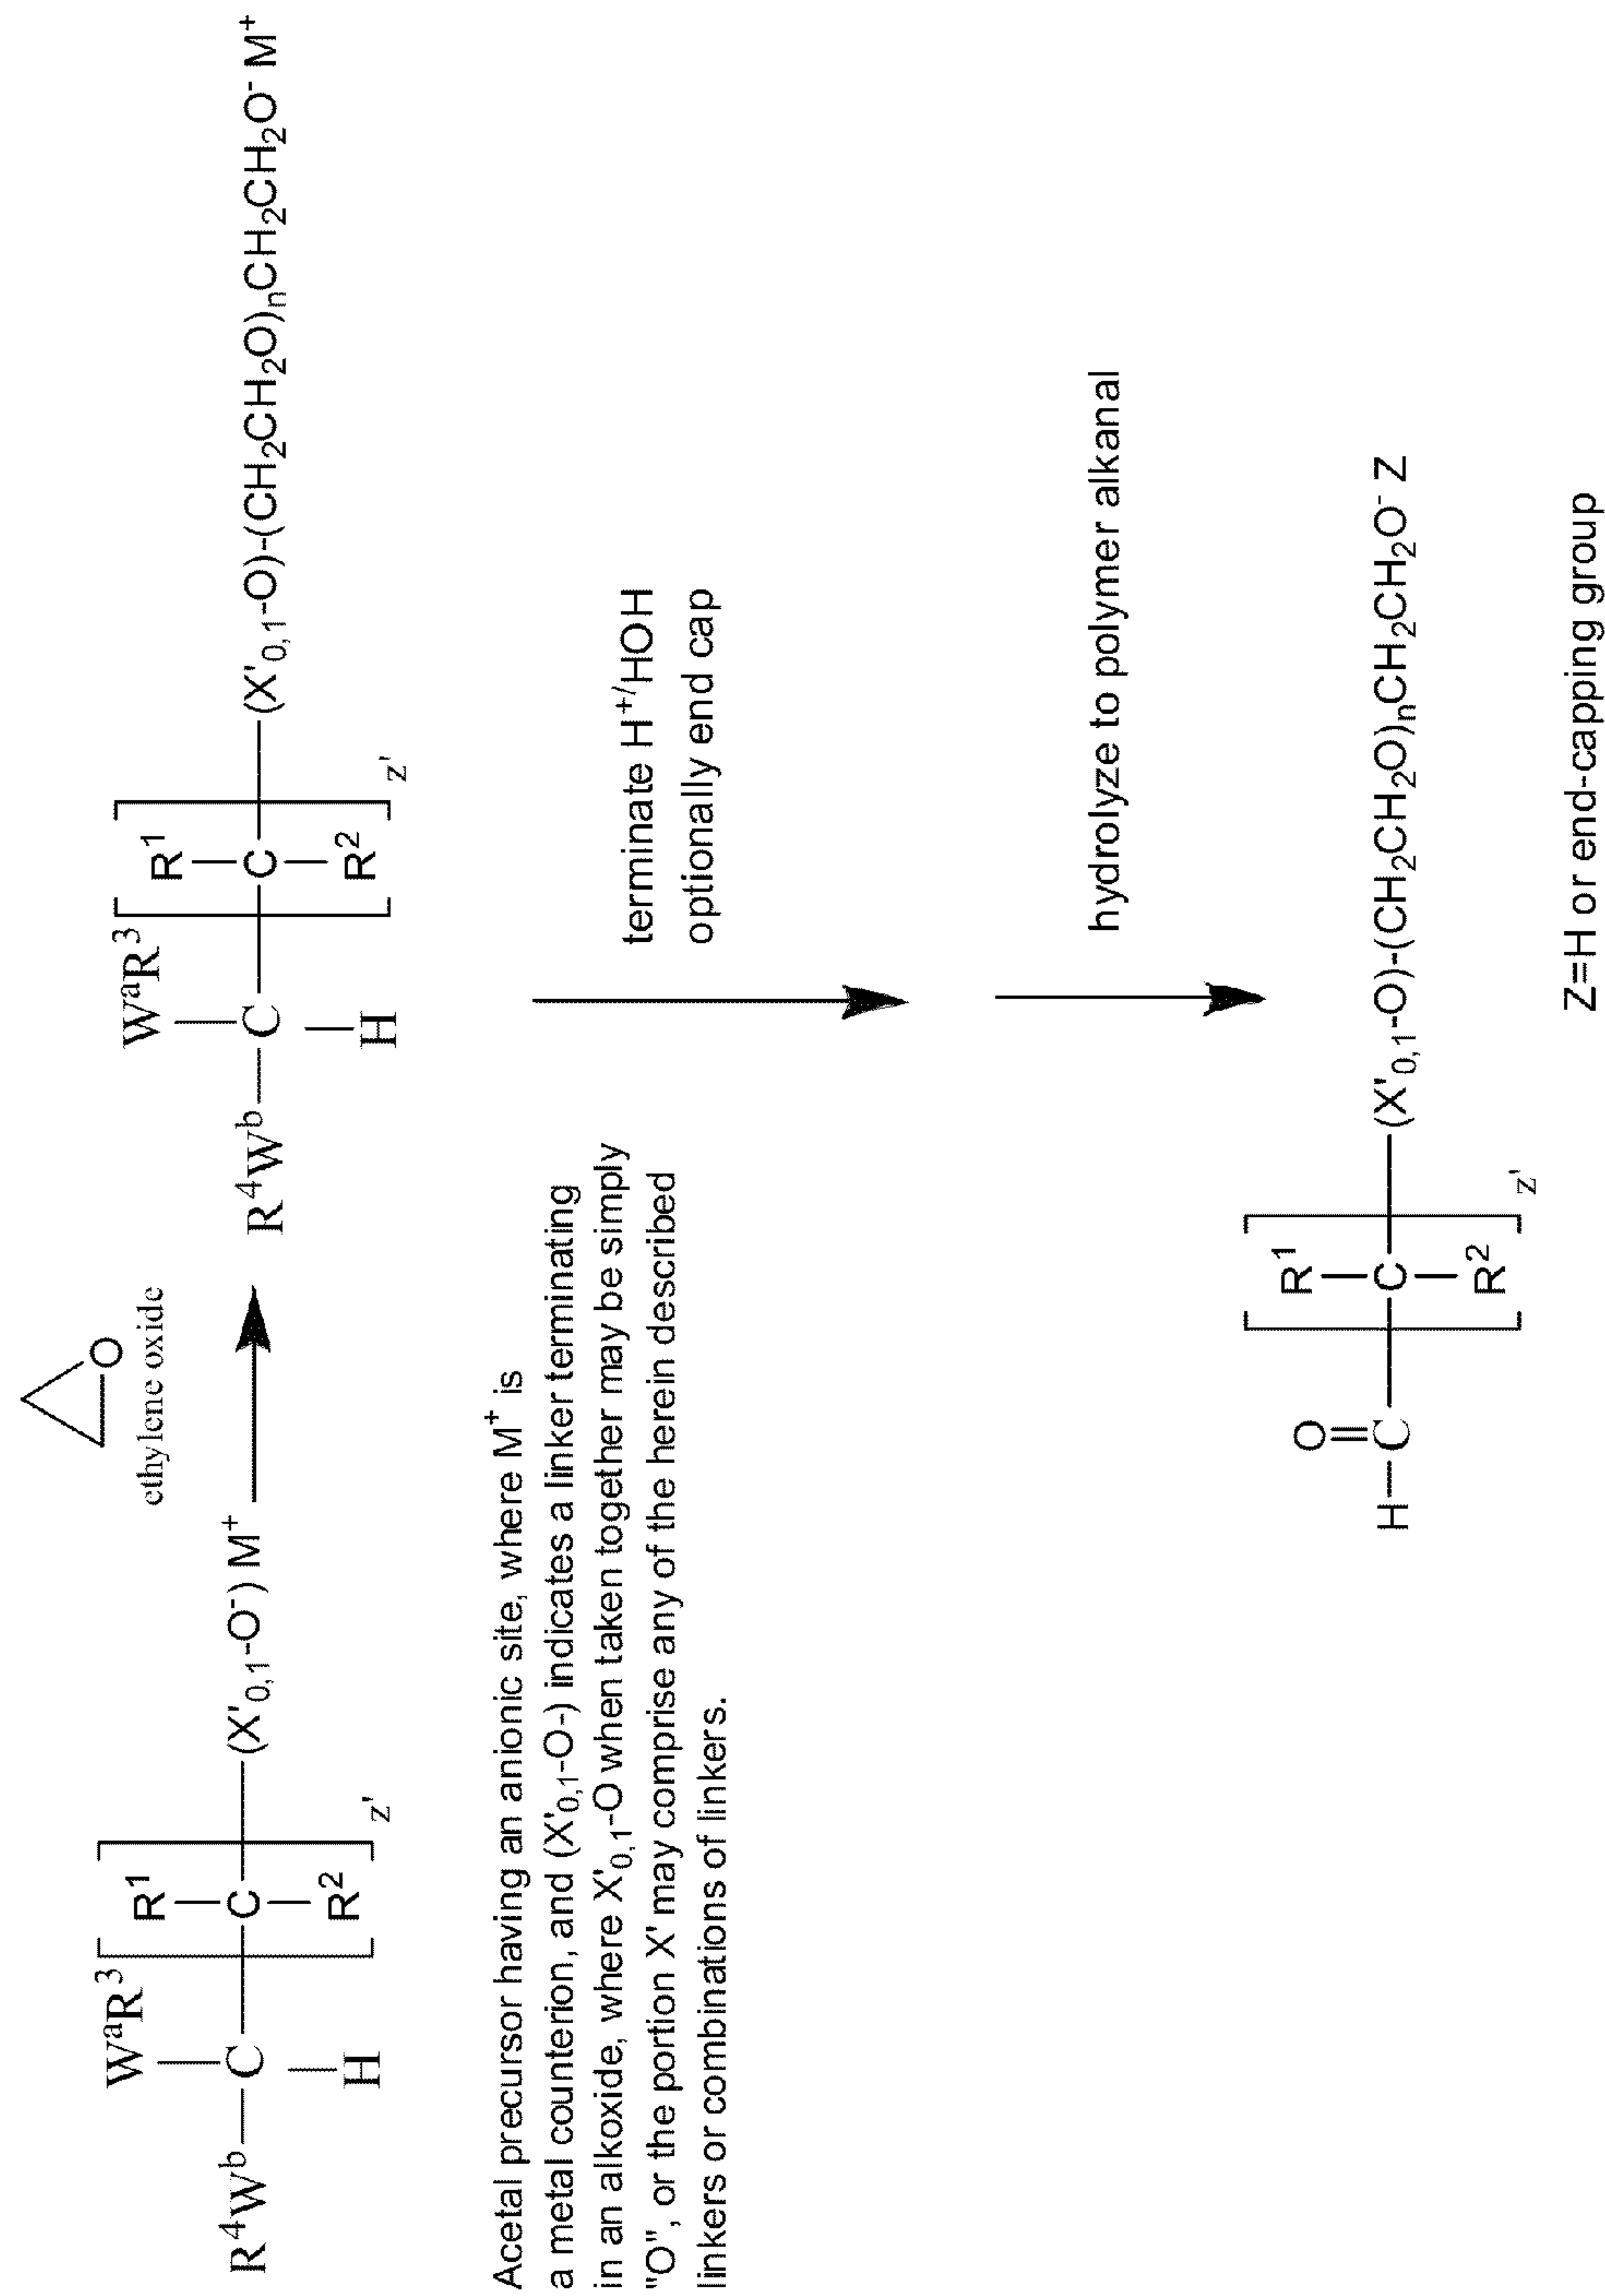 ethylene oxide
WᵃR³
R¹
R⁴Wᵇ—C—[C]z'—(X'₀,₁-O⁻) M⁺
H
R²
WᵃR³
R¹
R⁴Wᵇ—C—[C]z'—(X'₀,₁-O)-(CH₂CH₂O)ₙCH₂CH₂O⁻ M⁺
H
R²
Acetal precursor having an anionic site, where M⁺ is
a metal counterion, and (X'₀,₁-O-) indicates a linker terminating
in an alkoxide, where X'₀,₁-O when taken together may be simply
"O", or the portion X' may comprise any of the herein described
linkers or combinations of linkers.
terminate H⁺/HOH
optionally end cap
hydrolyze to polymer alkanal
O
R¹
H—C—[C]z'—(X'₀,₁-O)-(CH₂CH₂O)ₙCH₂CH₂O⁻ Z
R²
Z=H or end-capping group